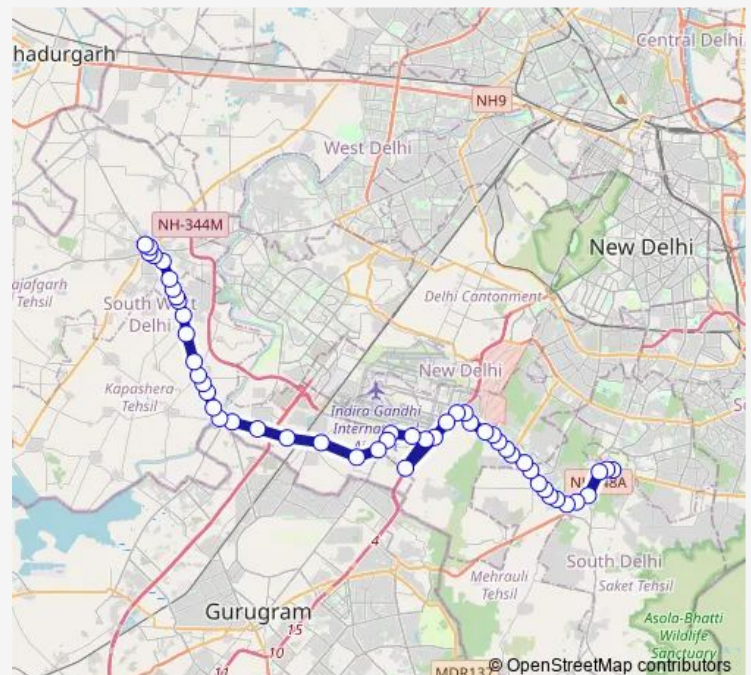 Central Delhi
hadurgarh
NH9
West Delhi
NH-344M
New Delhi
ajafgarh
Tehsil
South West
Delhi
Delhi Cantonment
New Delhi
Kapashera
Tehsil
Indira Gandhi
South Delhi
Mehrauli
Tehsil
Saket Tehsil
4
Gurugram
Asola-Bhatti
Wildlife
Sanctuary
15
10
11
MDR137
© OpenStreetMap contributors